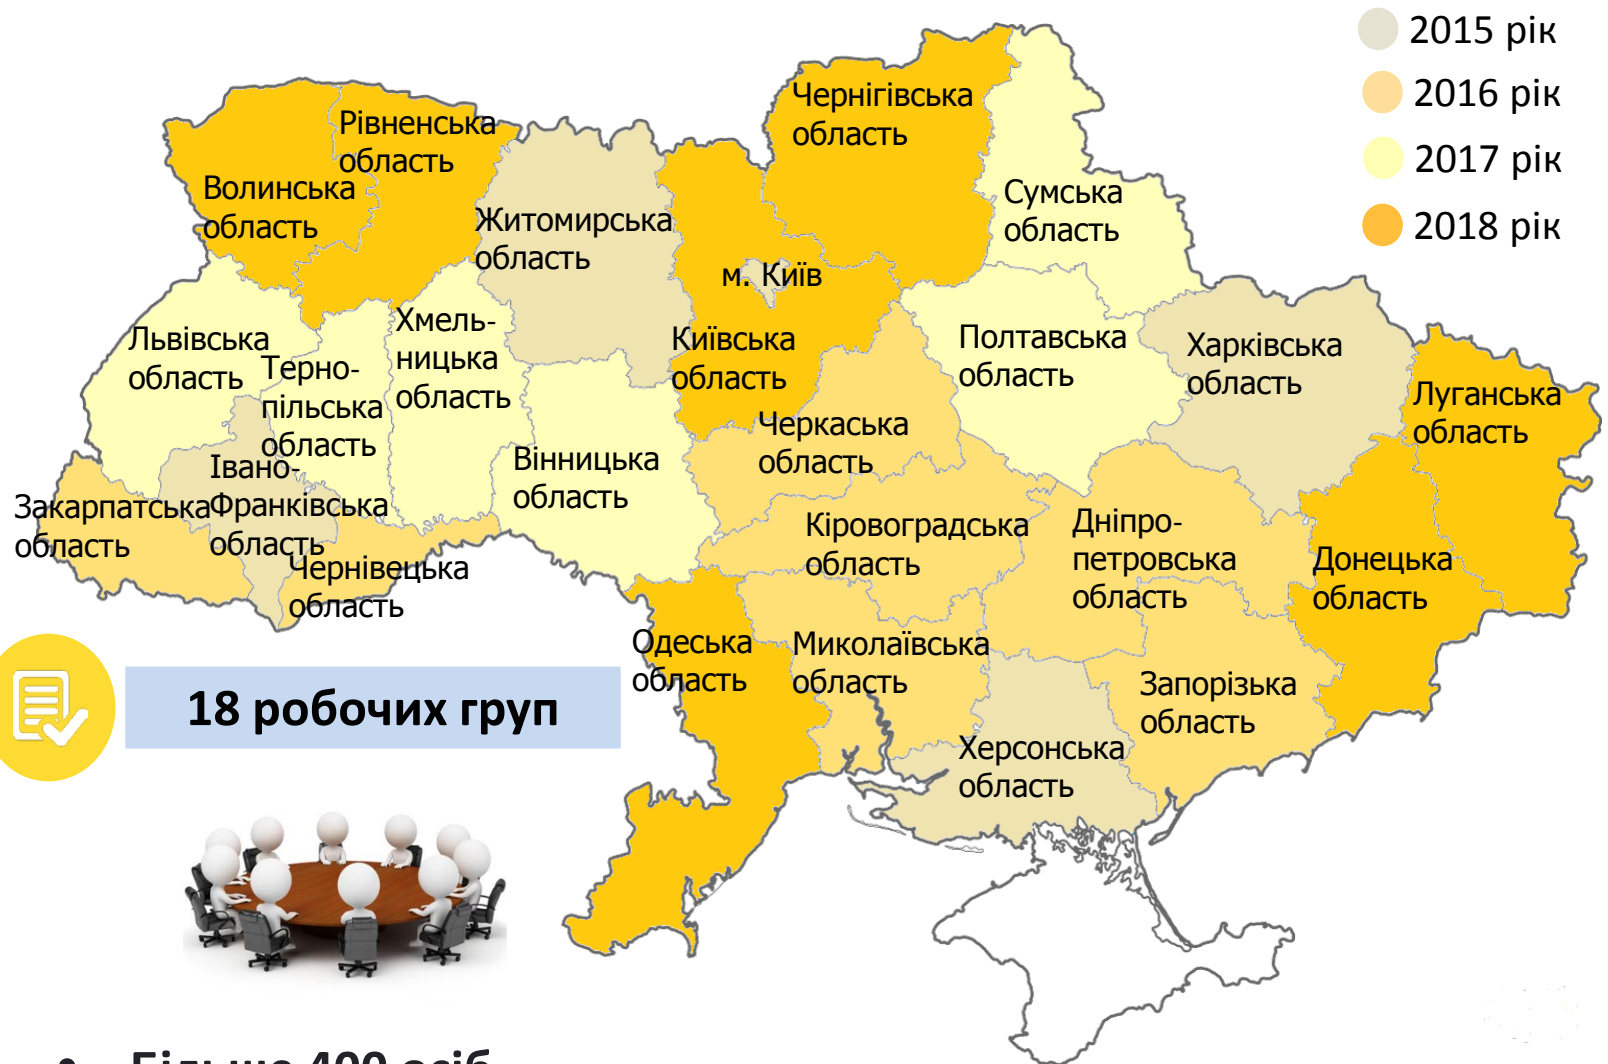 2015 рік
2016 рік
2017 рік
2018 рік
Чернігівська
область
Рівненська
область
Волинська
область
Сумська
область
Житомирська
область
м. Київ
Хмель-
ницька
область
Львівська
область
Терно-
пільська
область
Київська
область
Полтавська
область
Харківська
область
Луганська
область
Черкаська
область
Вінницька
область
Івано-
Франківська
область
Закарпатська
область
Чернівецька
область
Кіровоградська
область
Дніпро-
петровська
область
Донецька
область
Одеська
область
Миколаївська
область
Запорізька
область
Херсонська
область
18 робочих груп
• Більше 400 осіб